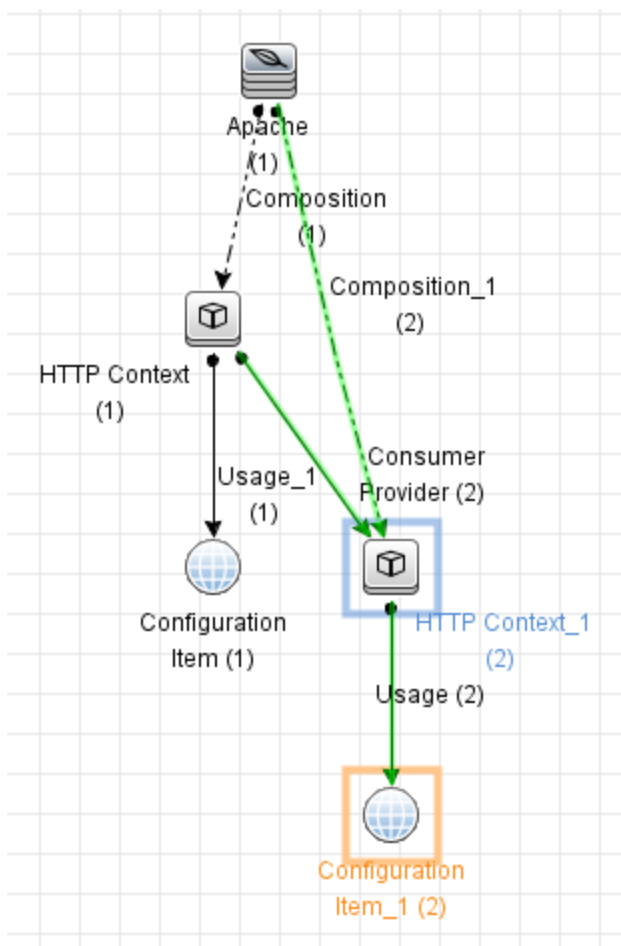 Apache
(1)
Composition
(1)
Composition_1
(2)
HTTP Context
(1)
Consumer
Provider (2)
Usage_1
(1)
Configuration
Item (1)
HTTP Context_1
(2)
Usage (2)
Configuration
Item_1 (2)